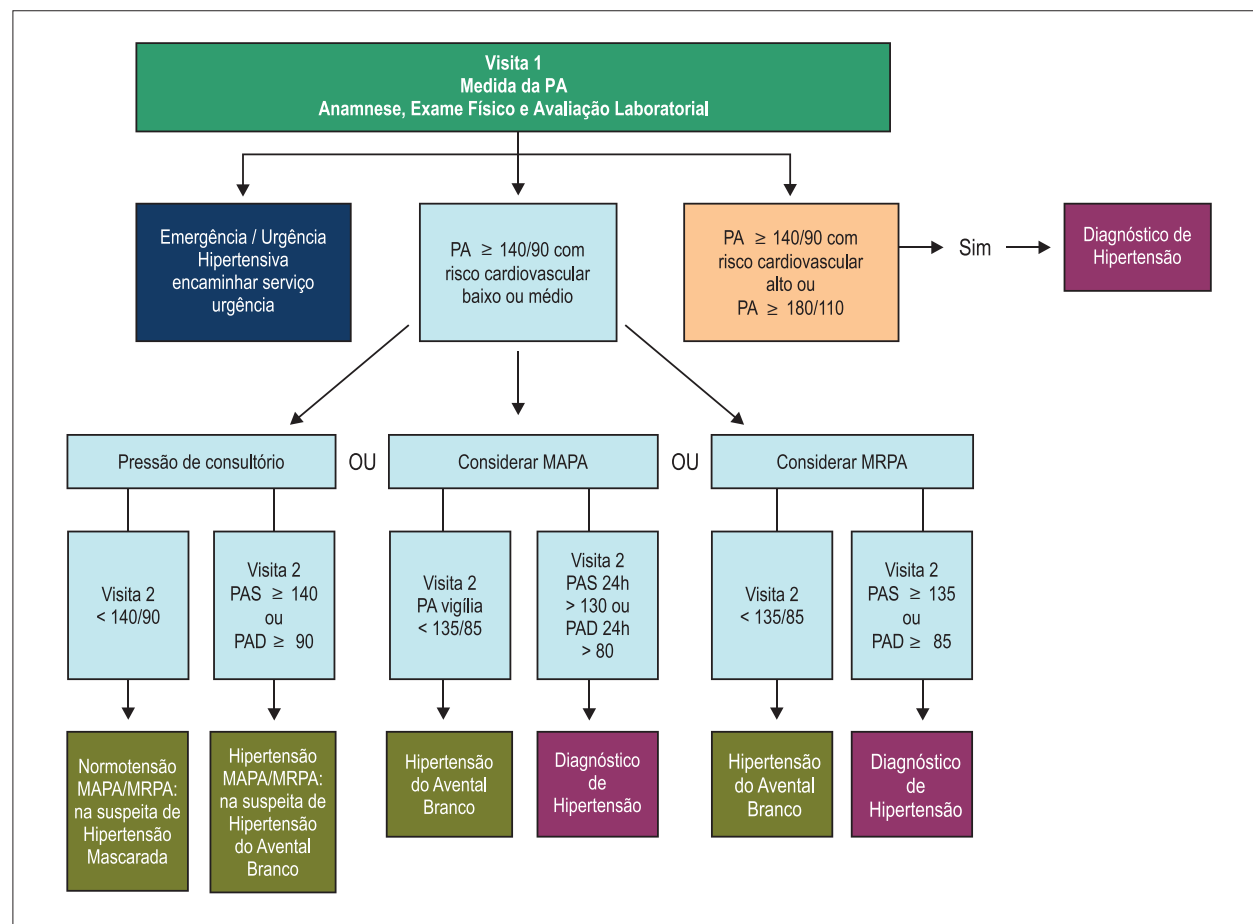 Visita 1
Medida da PA
Anamnese, Exame Físico e Avaliação Laboratorial
Emergência / Urgência
Hipertensiva
encaminhar serviço
urgência
PA ≥ 140/90 com
risco cardiovascular
baixo ou médio
PA ≥ 140/90 com
risco cardiovascular
alto ou
PA ≥ 180/110
Sim
Diagnóstico de
Hipertensão
Pressão de consultório
OU
Considerar MAPA
OU
Considerar MRPA
Visita 2
< 140/90
Visita 2
PAS ≥ 140
ou
PAD ≥ 90
Visita 2
PA vigília
< 135/85
Visita 2
PAS 24h
> 130 ou
PAD 24h
> 80
Visita 2
< 135/85
Visita 2
PAS ≥ 135
ou
PAD ≥ 85
Normotensão
MAPA/MRPA:
na suspeita de
Hipertensão
Mascarada
Hipertensão
MAPA/MRPA:
na suspeita de
Hipertensão
do Avental
Branco
Hipertensão
do Avental
Branco
Diagnóstico
de
Hipertensão
Hipertensão
do Avental
Branco
Diagnóstico
de
Hipertensão